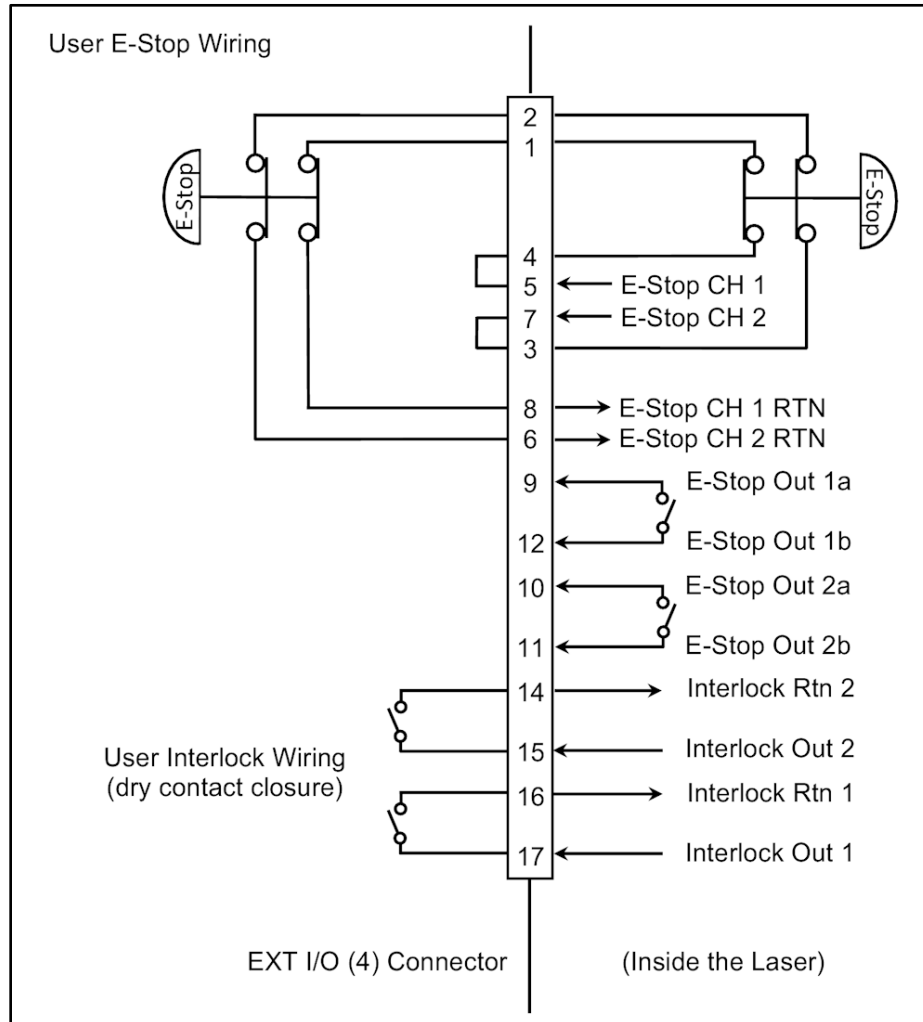 User E-Stop Wiring
2
1
E-Stop
E-Stop
4
5 E-Stop CH 1
7 E-Stop CH 2
3
8 E-Stop CH 1 RTN
6 E-Stop CH 2 RTN
9 E-Stop Out 1a
12 E-Stop Out 1b
10 E-Stop Out 2a
11 E-Stop Out 2b
14 Interlock Rtn 2
User Interlock Wiring
(dry contact closure)
15 Interlock Out 2
16 Interlock Rtn 1
17 Interlock Out 1
EXT I/O (4) Connector
(Inside the Laser)